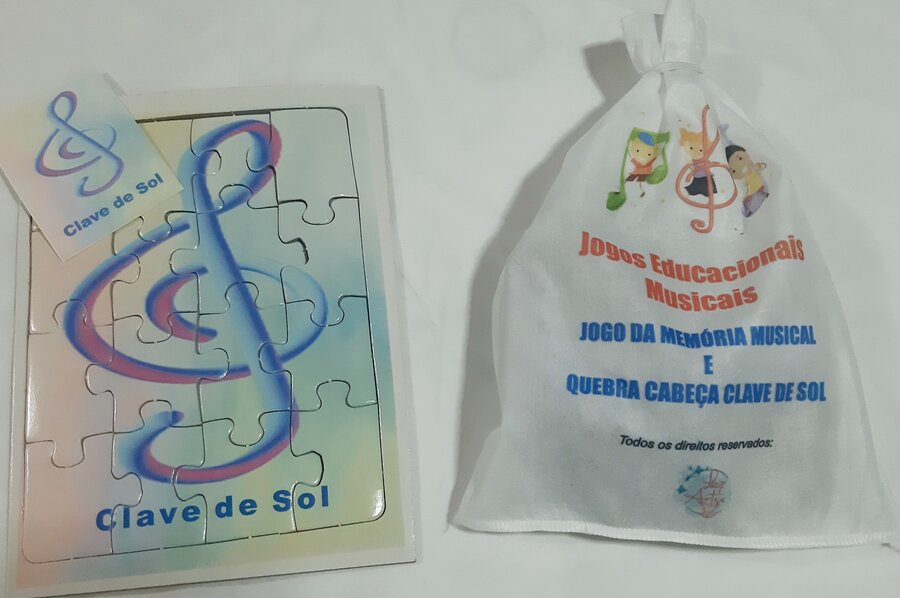 Clave de Sol
Clave de Sol
Jogos Educacionais
Musicais
JOGO DA MEMÓRIA MUSICAL
E
QUEBRA CABEÇA CLAVE DE SOL
Todos os direitos reservados: